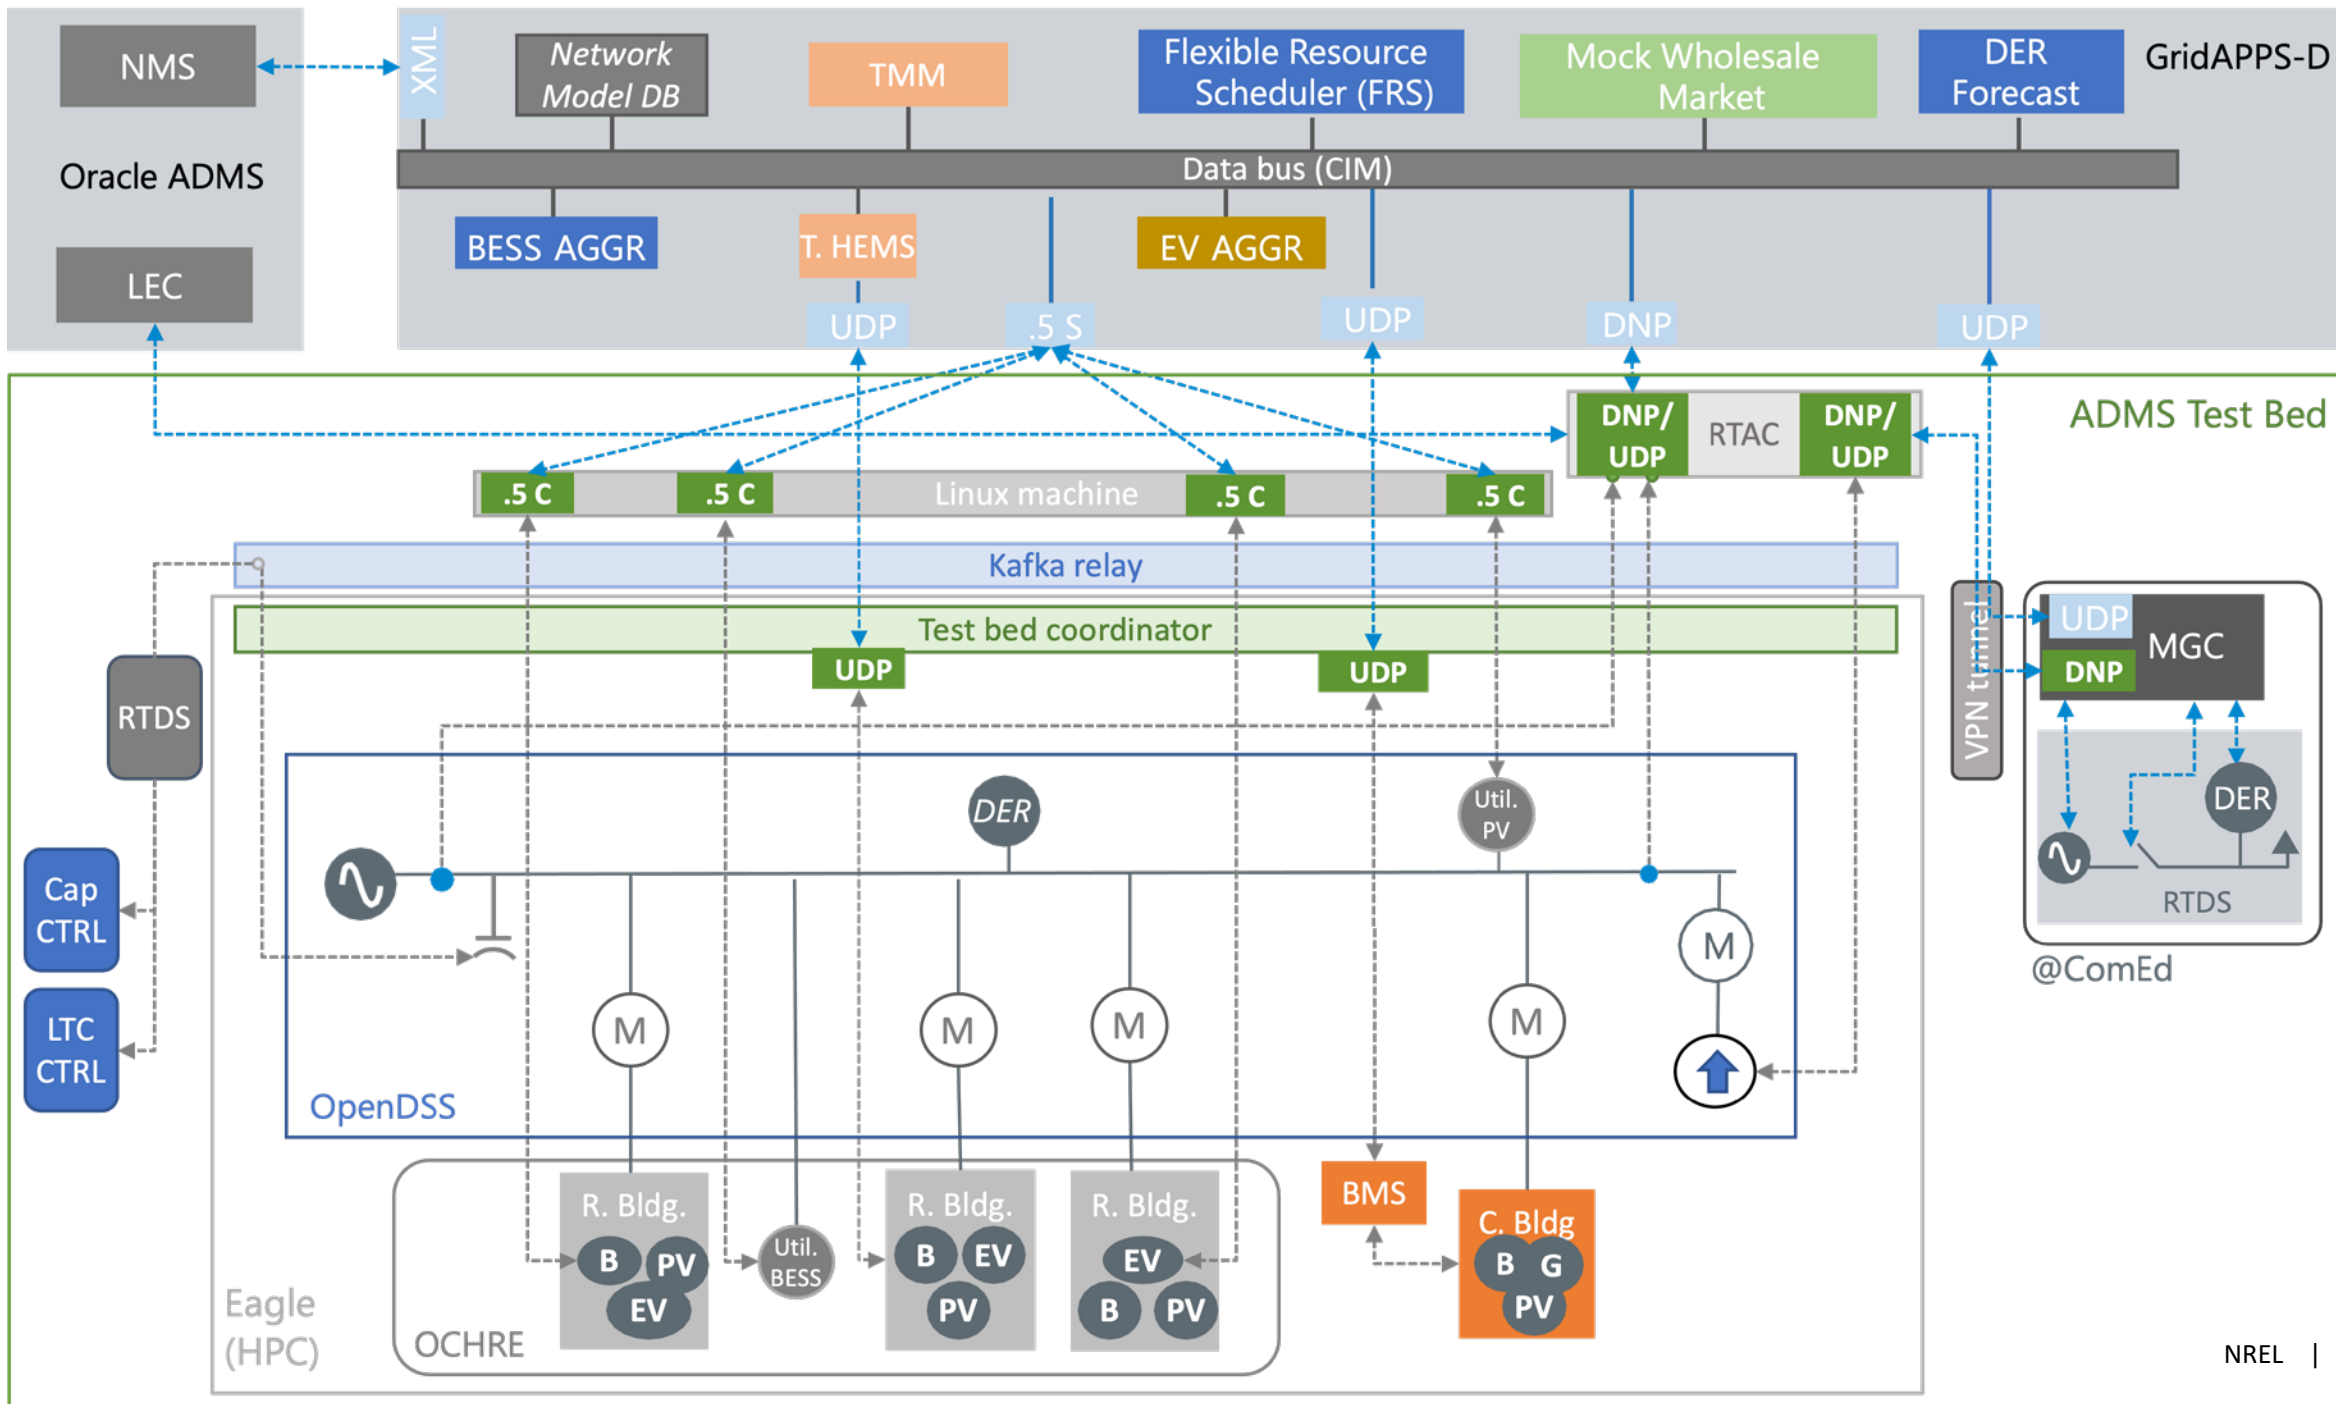 NMS
XML
Network
Model DB
TMM
Flexible Resource
Scheduler (FRS)
Mock Wholesale
Market
DER
Forecast
GridAPPS-D
Oracle ADMS
Data bus (CIM)
LEC
BESS AGGR
T. HEMS
EV AGGR
UDP
.5 S
UDP
DNP
UDP
ADMS Test Bed
DNP/
UDP
RTAC
DNP/
UDP
.5 C
.5 C
Linux machine
.5 C
.5 C
Kafka relay
Test bed coordinator
UDP
UDP
VPN tunnel
UDP
MGC
DNP
RTDS
DER
Util.
PV
DER
RTDS
@ComEd
Cap
CTRL
LTC
CTRL
M
M
M
M
M
OpenDSS
R. Bldg.
B
PV
EV
Util.
BESS
R. Bldg.
B
EV
PV
R. Bldg.
EV
B
PV
BMS
C. Bldg
B
G
PV
Eagle
(HPC)
OCHRE
NREL |